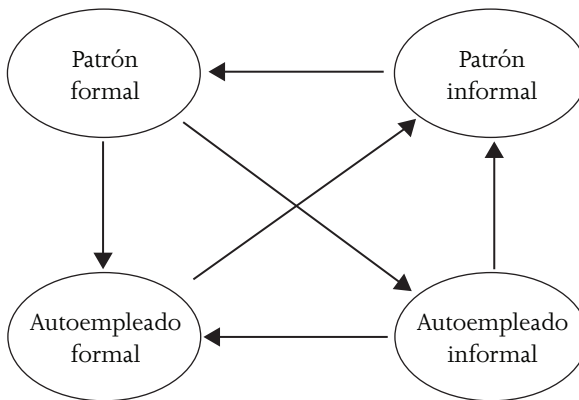 Patrón
formal
Patrón
informal
Autoempleado
formal
Autoempleado
informal